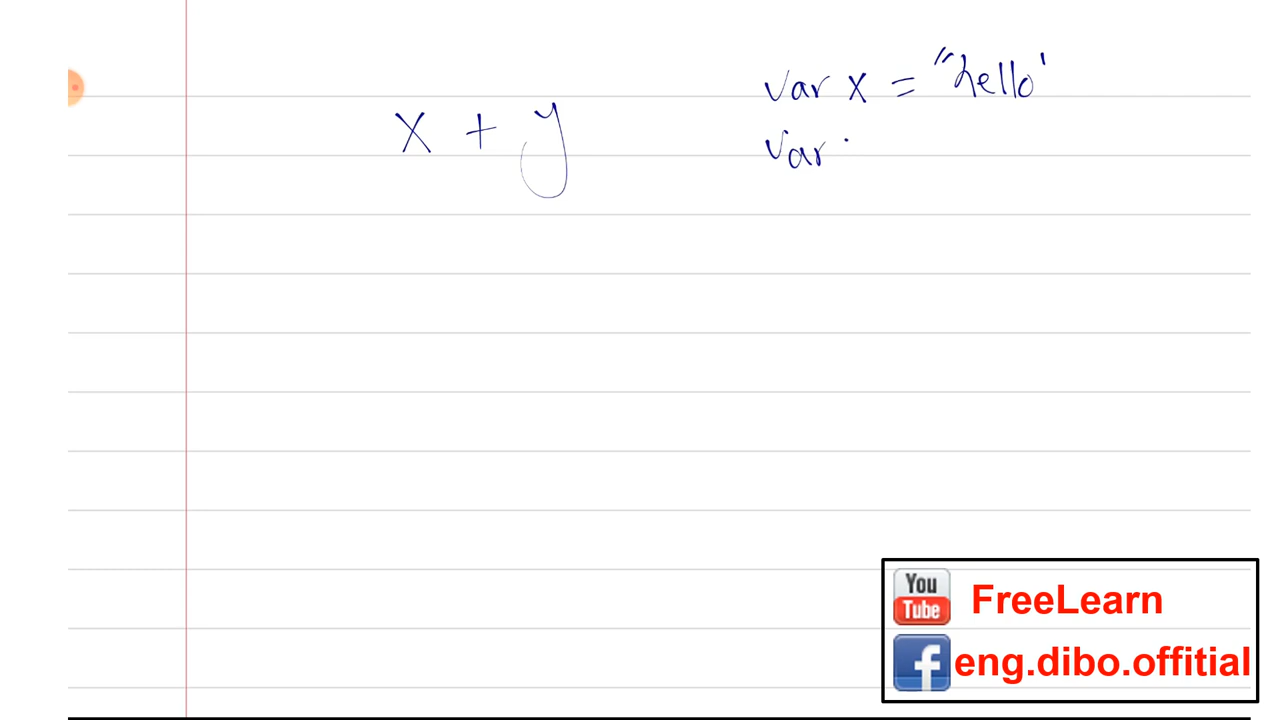 x + y
var x = "hello'
var
You Tube FreeLearn
f eng.dibo.offitial